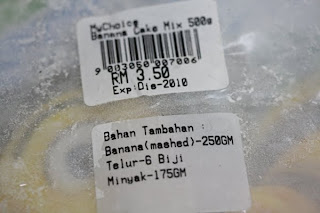 MyChoice
Banana Cake Mix 500g
9 083050 007006
RM 3.50
Exp:Dis-2010
Bahan Tambahan :
Banana(mashed)-250GM
Telur-6 Biji
Minyak-175GM